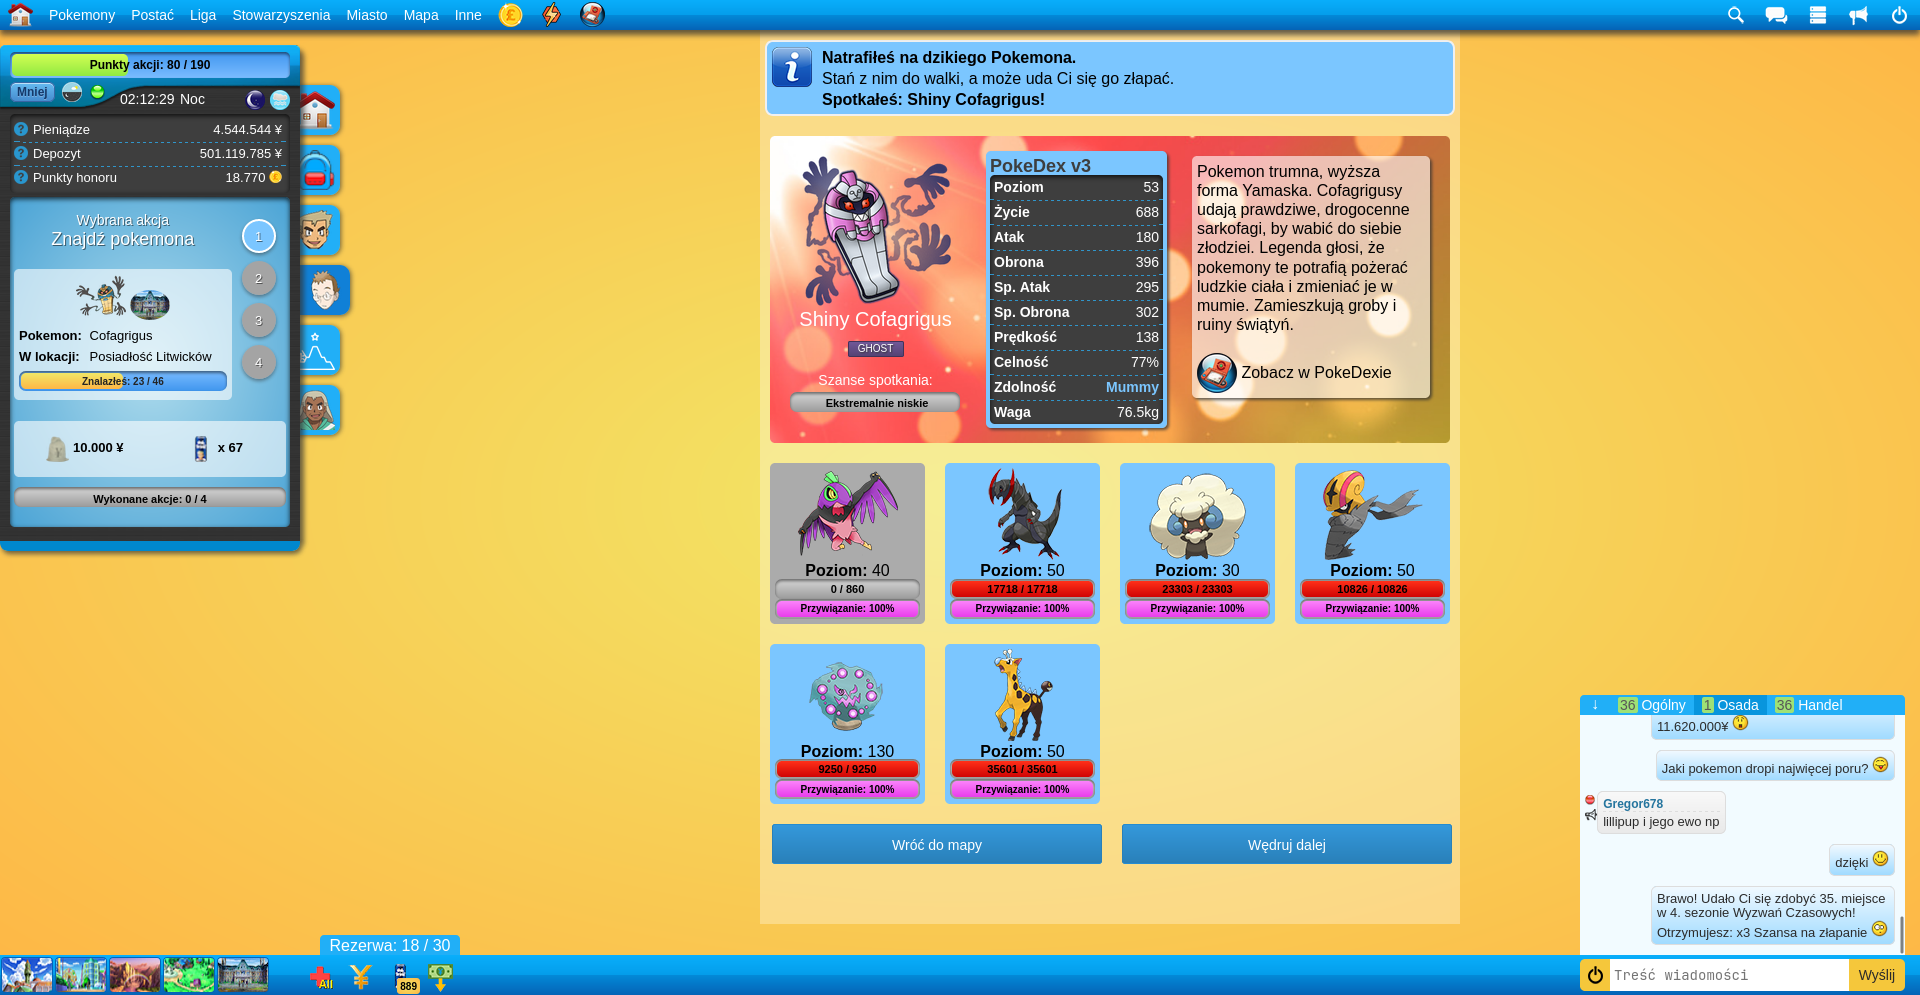 Pokemony Postać Liga Stowarzyszenia Miasto Mapa Inne
Punkty akcji: 80 / 190
Mniej
02:12:29 Noc
Pieniądze 4.544.544 ¥
Depozyt 501.119.785 ¥
Punkty honoru 18.770
Wybrana akcja
Znajdź pokemona
1
2
3
4
Pokemon: Cofagrigus
W lokacji: Posiadłość Litwicków
Znalazłeś: 23 / 46
10.000 ¥
x 67
Wykonane akcje: 0 / 4
Natrafiłeś na dzikiego Pokemona.
Stań z nim do walki, a może uda Ci się go złapać.
Spotkałeś: Shiny Cofagrigus!
Shiny Cofagrigus
GHOST
Szanse spotkania:
Ekstremalnie niskie
PokeDex v3
Poziom 53
Życie 688
Atak 180
Obrona 396
Sp. Atak 295
Sp. Obrona 302
Prędkość 138
Celność 77%
Zdolność Mummy
Waga 76.5kg
Pokemon trumna, wyższa
forma Yamaska. Cofagrigusy
udają prawdziwe, drogocenne
sarkofagi, by wabić do siebie
złodziei. Legenda głosi, że
pokemony te potrafią pożerać
ludzkie ciała i zmieniać je w
mumie. Zamieszkują groby i
ruiny świątyń.
Zobacz w PokeDexie
Poziom: 40
0 / 860
Przywiązanie: 100%
Poziom: 50
17718 / 17718
Przywiązanie: 100%
Poziom: 30
23303 / 23303
Przywiązanie: 100%
Poziom: 50
10826 / 10826
Przywiązanie: 100%
Poziom: 130
9250 / 9250
Przywiązanie: 100%
Poziom: 50
35601 / 35601
Przywiązanie: 100%
Wróć do mapy
Wędruj dalej
↓ 36 Ogólny 1 Osada 36 Handel
11.620.000¥
Jaki pokemon dropi najwięcej poru?
Gregor678
lillipup i jego ewo np
dzięki
Brawo! Udało Ci się zdobyć 35. miejsce
w 4. sezonie Wyzwań Czasowych!
Otrzymujesz: x3 Szansa na złapanie
Treść wiadomości
Wyślij
Rezerwa: 18 / 30
All
¥
889